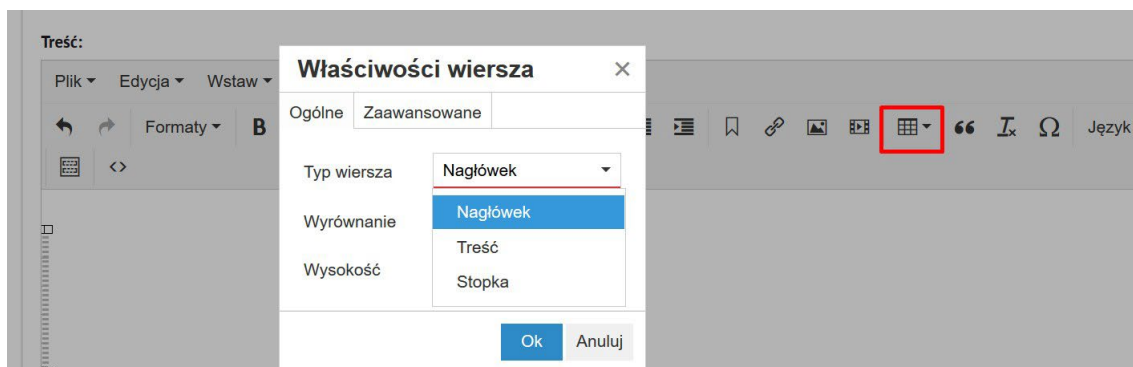 Treść:
Plik Edycja Wstaw
Formaty B Język
Właściwości wiersza
Ogólne Zaawansowane
Typ wiersza Nagłówek
Nagłówek
Wyrównanie
Treść
Wysokość
Stopka
Ok Anuluj